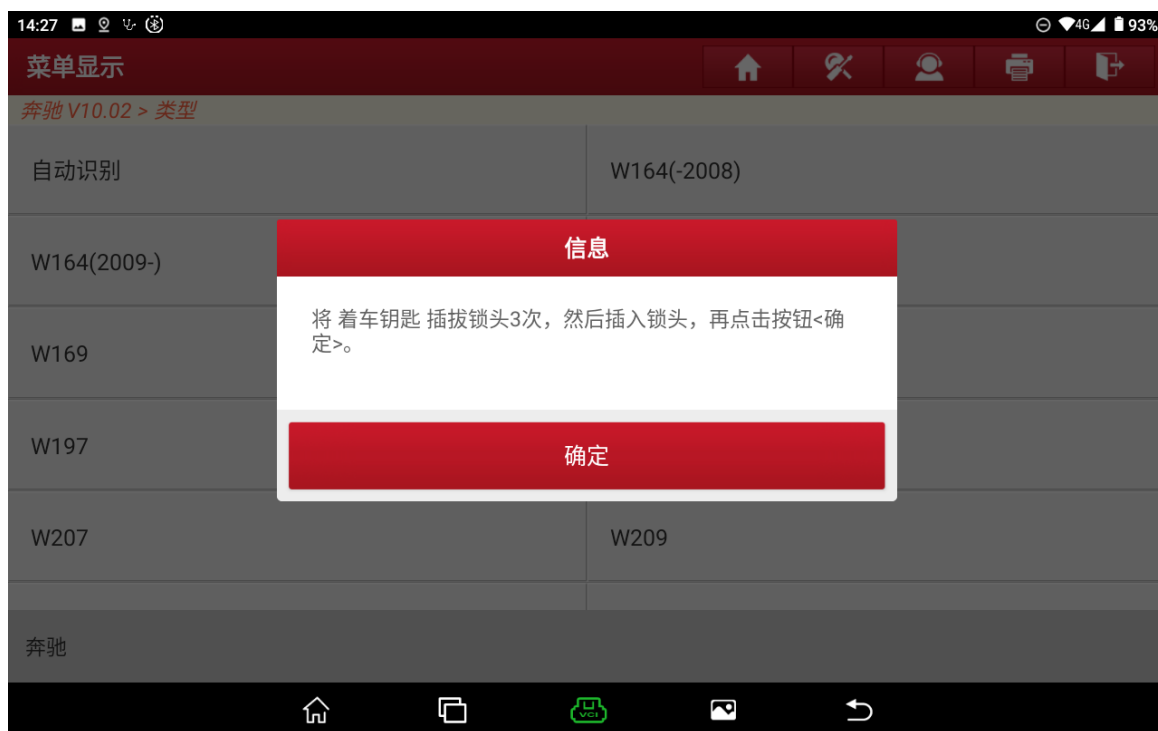 14:27
4G 93%
菜单显示
奔驰 V10.02 > 类型
自动识别
W164(-2008)
W164(2009-)
信息
将 着车钥匙 插拔锁头3次，然后插入锁头，再点击按钮<确
定>。
W169
W197
确定
W207
W209
奔驰
VCI